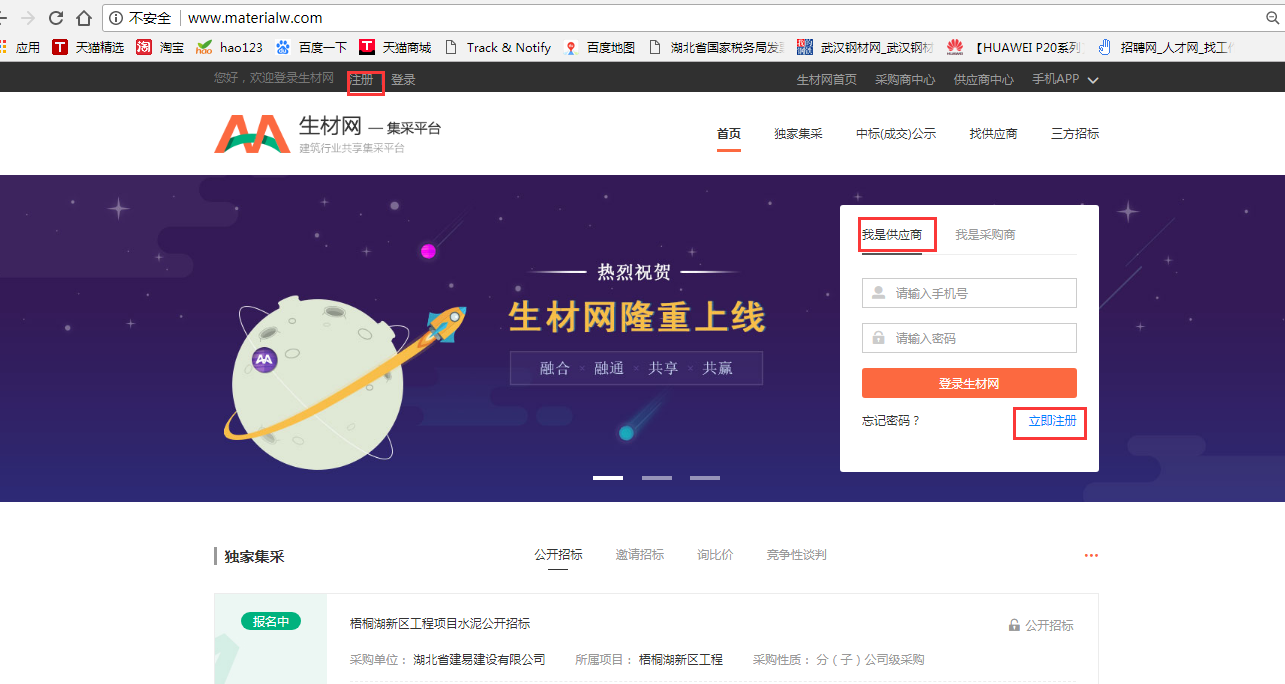 不安全 www.materialw.com
应用 天猫精选 淘宝 hao123 百度一下 天猫商城 Track & Notify 百度地图 湖北省国家税务局发 武汉钢材网_武汉钢材 【HUAWEI P20系列 招聘网_人才网_找工
您好，欢迎登录生材网 注册 登录 生材网首页 采购商中心 供应商中心 手机APP
生材网 — 集采平台
建筑行业共享集采平台
首页 独家集采 中标(成交)公示 找供应商 三方招标
热烈祝贺
生材网隆重上线
融合 融通 共享 共赢
我是供应商 我是采购商
请输入手机号
请输入密码
登录生材网
忘记密码？ 立即注册
独家集采 公开招标 邀请招标 询比价 竞争性谈判
报名中 梧桐湖新区工程项目水泥公开招标 公开招标
采购单位： 湖北省建易建设有限公司 所属项目： 梧桐湖新区工程 采购性质： 分（子）公司级采购